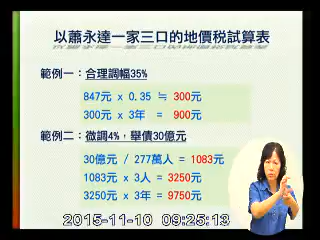 以蕭永達一家三口的地價稅試算表
範例一：合理調幅35%
847元 x 0.35 ≒ 300元
300元 x 3年 = 900元
範例二：微調4%，舉債30億元
30億元 / 277萬人 = 1083元
1083元 x 3人 = 3250元
3250元 x 3年 = 9750元
2015-11-10 09:25:13